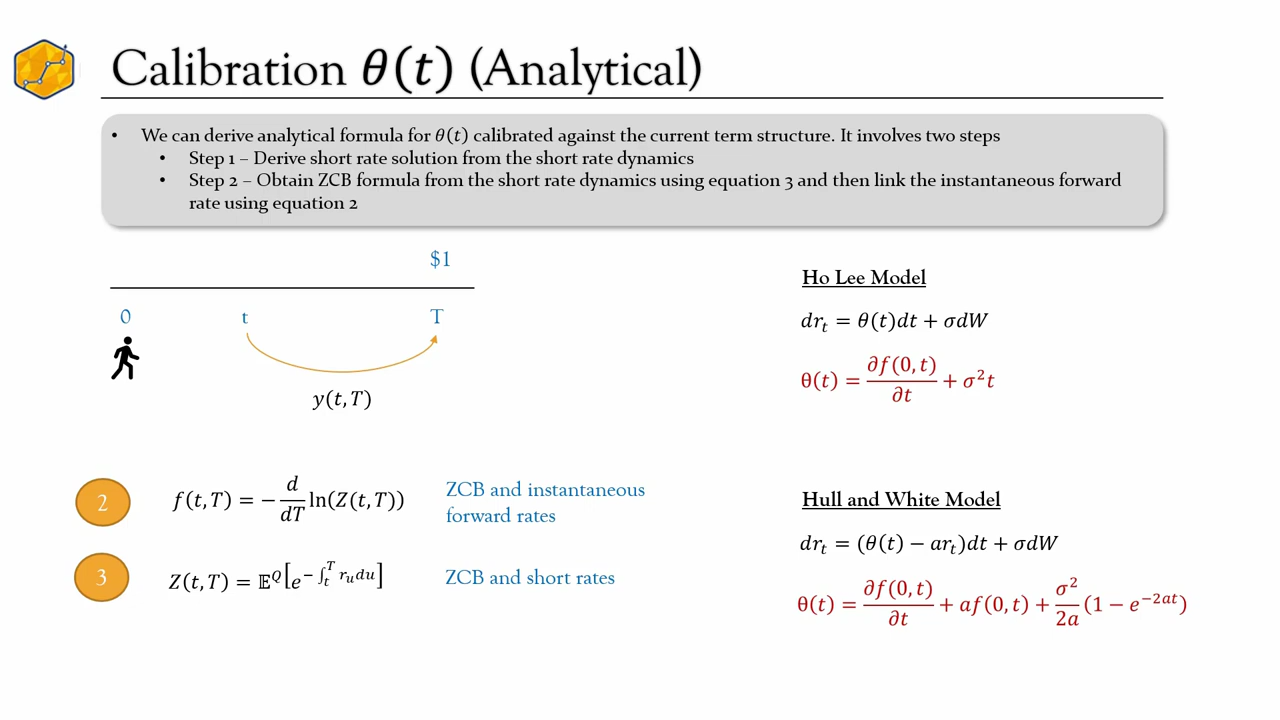 Calibration θ(t) (Analytical)
• We can derive analytical formula for θ(t) calibrated against the current term structure. It involves two steps
• Step 1 – Derive short rate solution from the short rate dynamics
• Step 2 – Obtain ZCB formula from the short rate dynamics using equation 3 and then link the instantaneous forward
rate using equation 2
$1
0 t T
y(t, T)
2 f(t, T) = − d/dT ln(Z(t, T))
ZCB and instantaneous
forward rates
3 Z(t, T) = 𝔼^Q[e^{− ∫_t^T r_u du}]
ZCB and short rates
Ho Lee Model
dr_t = θ(t)dt + σdW
θ(t) = ∂f(0, t)/∂t + σ²t
Hull and White Model
dr_t = (θ(t) − ar_t)dt + σdW
θ(t) = ∂f(0, t)/∂t + af(0, t) + σ²/2a (1 − e^{−2at})